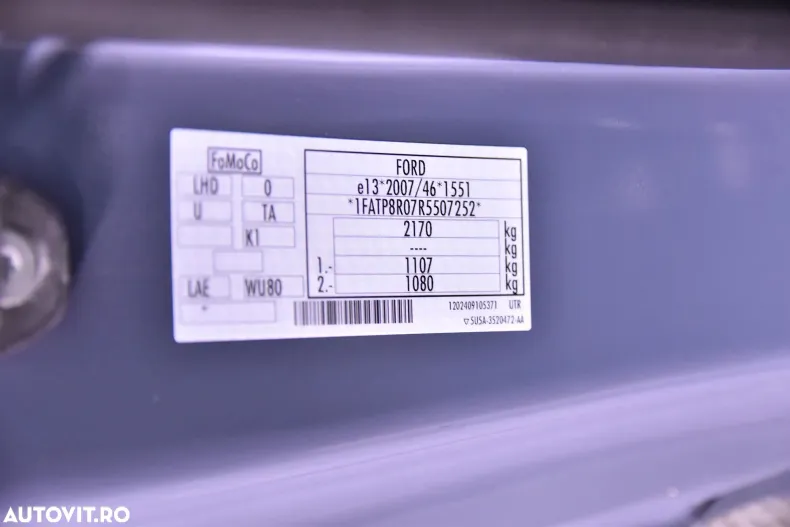 FoMoCo
LHD 0
U TA
K1
LAE WU80
*
FORD
e13*2007/46*1551
*1FATP8R07R5507252*
2170 kg
---- kg
1.- 1107 kg
2.- 1080 kg
1202409105371 UTR
▽ SU5A-3520472-AA
AUTOVIT.RO